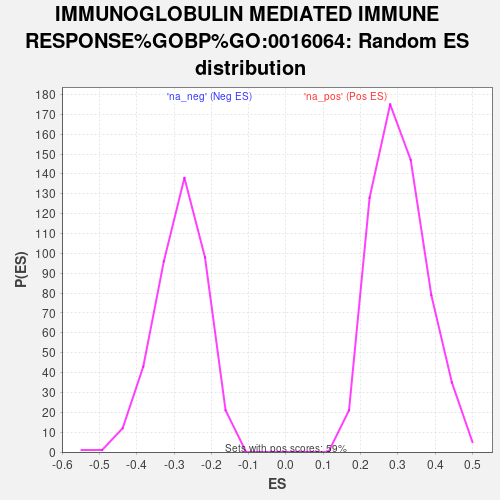 IMMUNOGLOBULIN MEDIATED IMMUNE
RESPONSE%GOBP%GO:0016064: Random ES
distribution
'na_neg' (Neg ES) 'na_pos' (Pos ES)
180
170
160
150
140
130
120
110
100
90
80
70
60
50
40
30
20
10
0
P(ES)
Sets with pos scores: 59%
-0.6 -0.5 -0.4 -0.3 -0.2 -0.1 0.0 0.1 0.2 0.3 0.4 0.5
ES